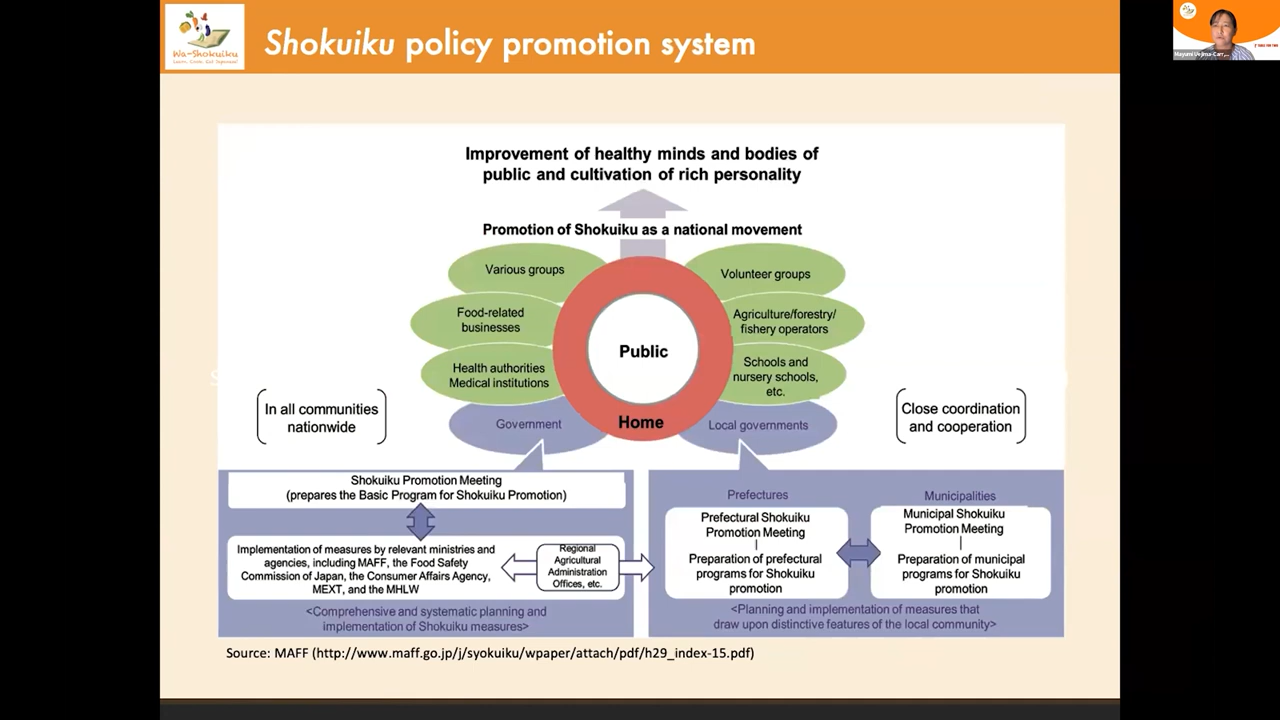 Wa-Shokuiku
Learn, Cook, Eat Japanese!
Shokuiku policy promotion system
Improvement of healthy minds and bodies of
public and cultivation of rich personality
Promotion of Shokuiku as a national movement
Various groups
Volunteer groups
Food-related
businesses
Agriculture/forestry/
fishery operators
Public
Health authorities
Medical institutions
Schools and
nursery schools,
etc.
In all communities
nationwide
Government
Home
Local governments
Close coordination
and cooperation
Shokuiku Promotion Meeting
(prepares the Basic Program for Shokuiku Promotion)
Implementation of measures by relevant ministries and
agencies, including MAFF, the Food Safety
Commission of Japan, the Consumer Affairs Agency,
MEXT, and the MHLW
<Comprehensive and systematic planning and
implementation of Shokuiku measures>
Regional
Agricultural
Administration
Offices, etc.
Prefectures
Prefectural Shokuiku
Promotion Meeting
Preparation of prefectural
programs for Shokuiku
promotion
Municipalities
Municipal Shokuiku
Promotion Meeting
Preparation of municipal
programs for Shokuiku
promotion
<Planning and implementation of measures that
draw upon distinctive features of the local community>
Source: MAFF (http://www.maff.go.jp/j/syokuiku/wpaper/attach/pdf/h29_index-15.pdf)